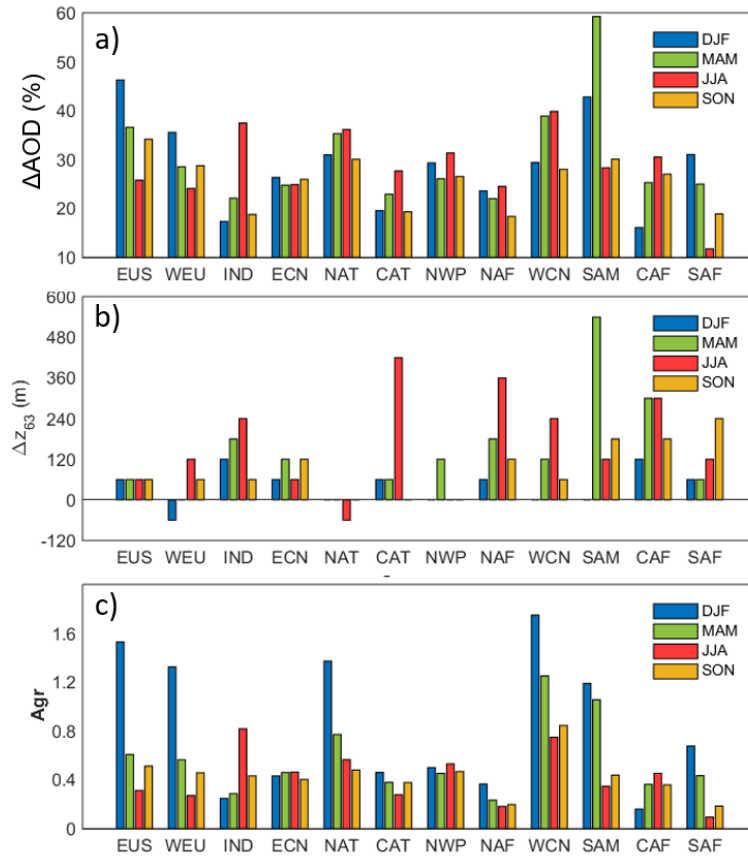 a)
ΔAOD (%)
60
50
40
30
20
10
DJF
MAM
JJA
SON
EUS WEU IND ECN NAT CAT NWP NAF WCN SAM CAF SAF
b)
Δz63 (m)
600
480
360
240
120
0
-120
DJF
MAM
JJA
SON
EUS WEU IND ECN NAT CAT NWP NAF WCN SAM CAF SAF
c)
Agr
1.6
1.2
0.8
0.4
0
DJF
MAM
JJA
SON
EUS WEU IND ECN NAT CAT NWP NAF WCN SAM CAF SAF